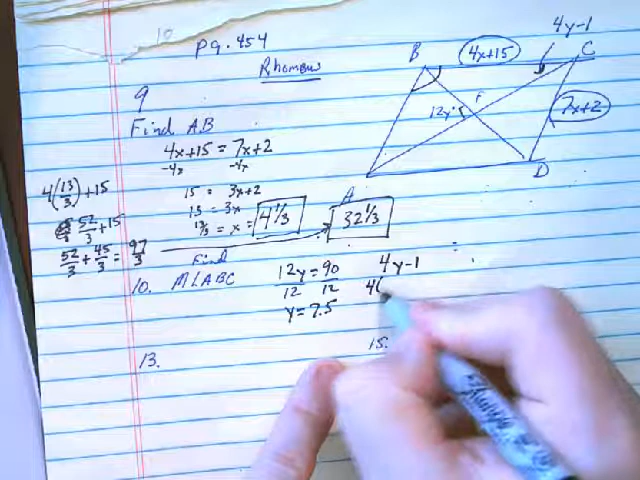 10
pg. 454
Rhombus
4y-1
B 4x+15 C
F
12y°
7x+2
D
A
9
Find AB
4x+15 = 7x+2
-4x -4x
15 = 3x+2
13 = 3x
13/3 = x = 4 1/3
32 1/3
4(13/3)+15
52/3 +15
52/3 + 45/3 = 97/3
Find
10. M∠ABC
12y = 90
12 12
y = 7.5
4y-1
4(
13.
15.